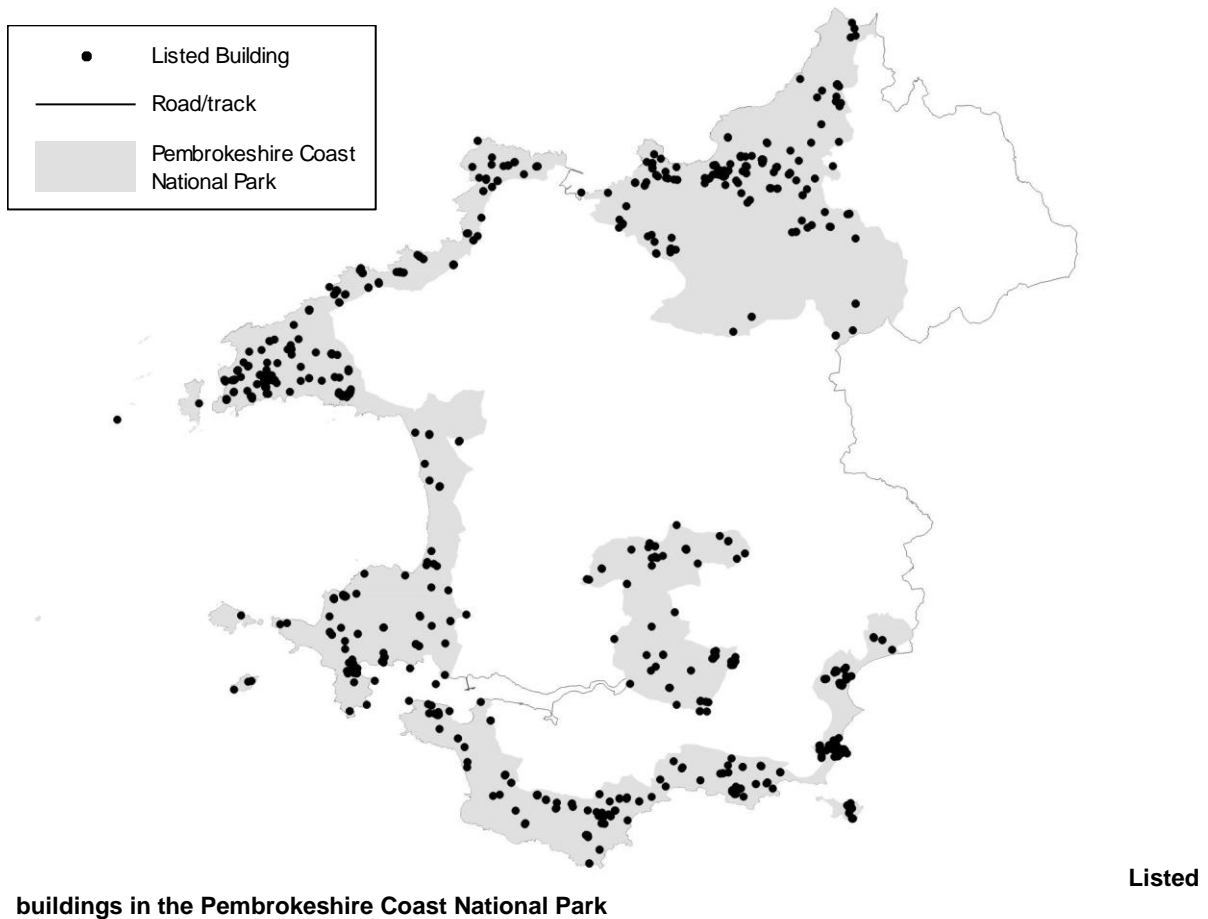 Listed Building
Road/track
Pembrokeshire Coast
National Park
Listed
buildings in the Pembrokeshire Coast National Park